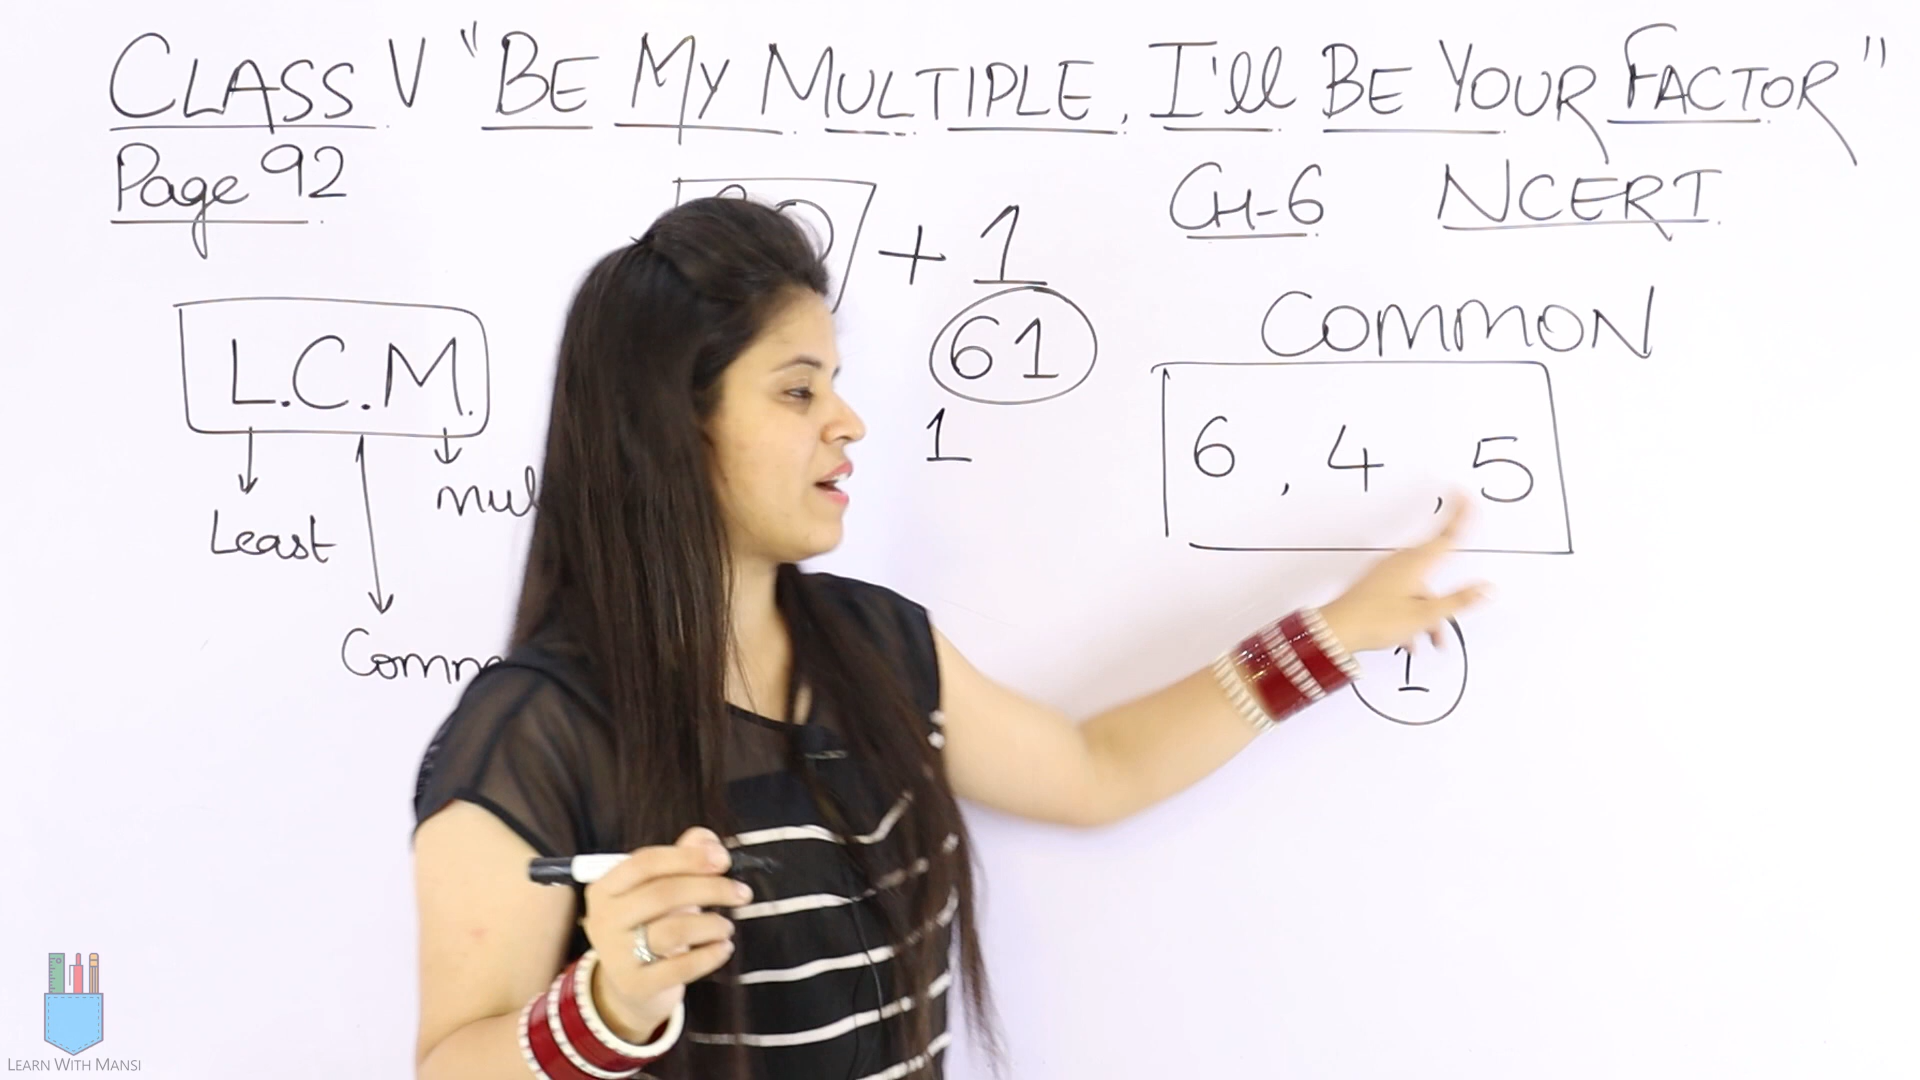 CLASS V "BE MY MULTIPLE, I'll BE YOUR FACTOR"
Page 92
CH-6 NCERT
+ 1
61
1
L.C.M.
Least
COMMON
6, 4, 5
1
LEARN WITH MANSI